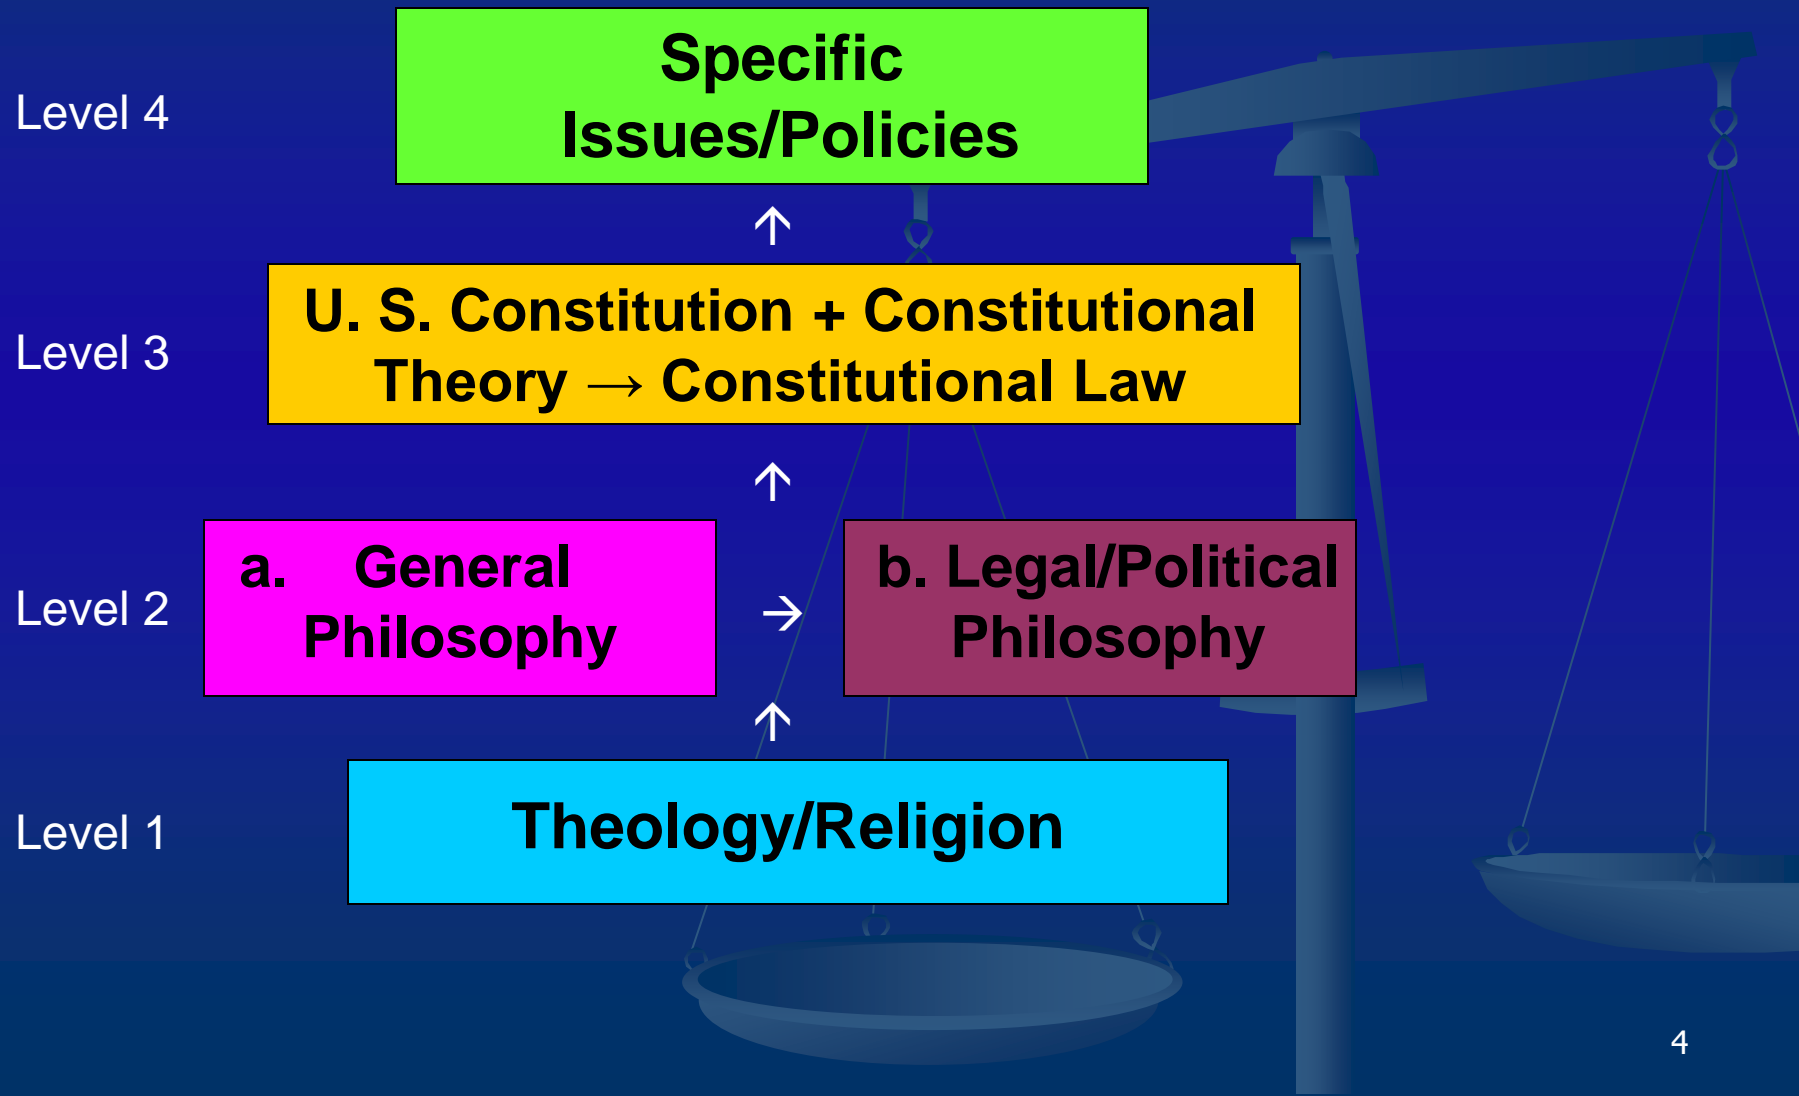 Level 4
Specific
Issues/Policies
↑
Level 3
U. S. Constitution + Constitutional
Theory → Constitutional Law
↑
Level 2
a. General
Philosophy
→
b. Legal/Political
Philosophy
↑
Level 1
Theology/Religion
4